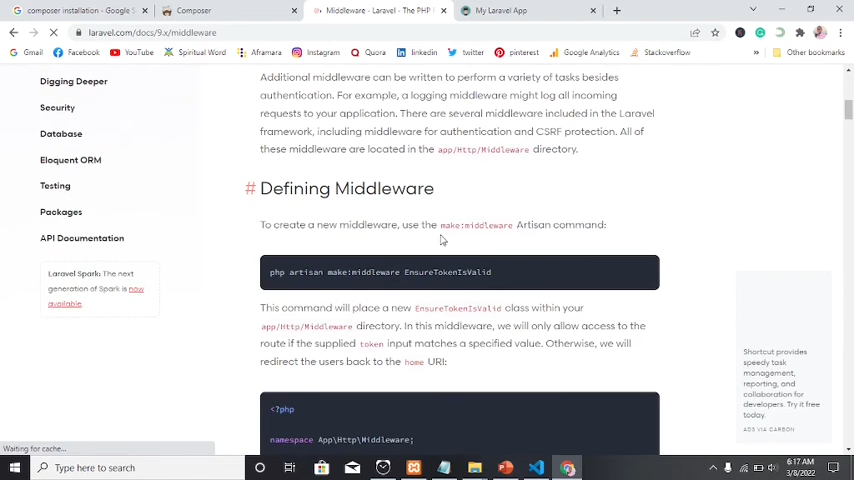 composer installation - Google S
Composer
Middleware - Laravel - The PHP
My Laravel App
laravel.com/docs/9.x/middleware
Gmail
Facebook
YouTube
Spiritual Word
Aframara
Instagram
Quora
linkedin
twitter
pinterest
Google Analytics
Stackoverflow
»
Other bookmarks
Digging Deeper
Security
Database
Eloquent ORM
Testing
Packages
API Documentation
Laravel Spark: The next
generation of Spark is now
available.
Additional middleware can be written to perform a variety of tasks besides
authentication. For example, a logging middleware might log all incoming
requests to your application. There are several middleware included in the Laravel
framework, including middleware for authentication and CSRF protection. All of
these middleware are located in the app/Http/Middleware directory.
# Defining Middleware
To create a new middleware, use the make:middleware Artisan command:
php artisan make:middleware EnsureTokenIsValid
This command will place a new EnsureTokenIsValid class within your
app/Http/Middleware directory. In this middleware, we will only allow access to the
route if the supplied token input matches a specified value. Otherwise, we will
redirect the users back to the home URI:
<?php
namespace App\Http\Middleware;
Shortcut provides
speedy task
management,
reporting, and
collaboration for
developers. Try it free
today.
ADS VIA CARBON
Waiting for cache...
Type here to search
6:17 AM
3/8/2022